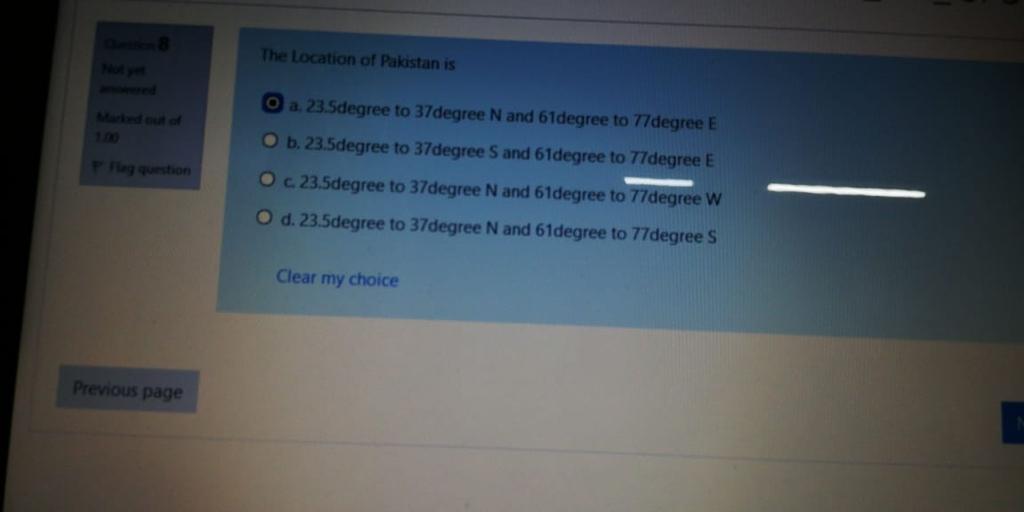 Question 8
Not yet
answered
Marked out of
1.00
Flag question
The Location of Pakistan is
a. 23.5degree to 37degree N and 61degree to 77degree E
b. 23.5degree to 37degree S and 61degree to 77degree E
c. 23.5degree to 37degree N and 61degree to 77degree W
d. 23.5degree to 37degree N and 61degree to 77degree S
Clear my choice
Previous page